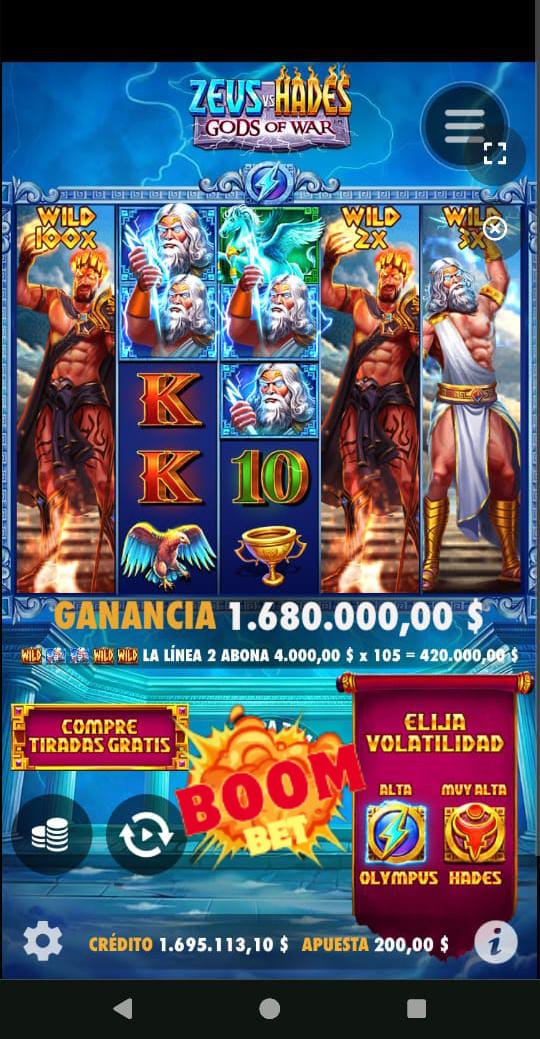 ZEUS VS HADES
GODS OF WAR
WILD
100X
WILD
2X
WILD
K
K
10
GANANCIA 1.680.000,00 $
WILD WILD WILD LA LÍNEA 2 ABONA 4.000,00 $ x 105 = 420.000,00 $
COMPRE
TIRADAS GRATIS
ELIJA
VOLATILIDAD
ALTA
MUY ALTA
OLYMPUS
HADES
BOOM
BET
CRÉDITO 1.695.113,10 $ APUESTA 200,00 $
i